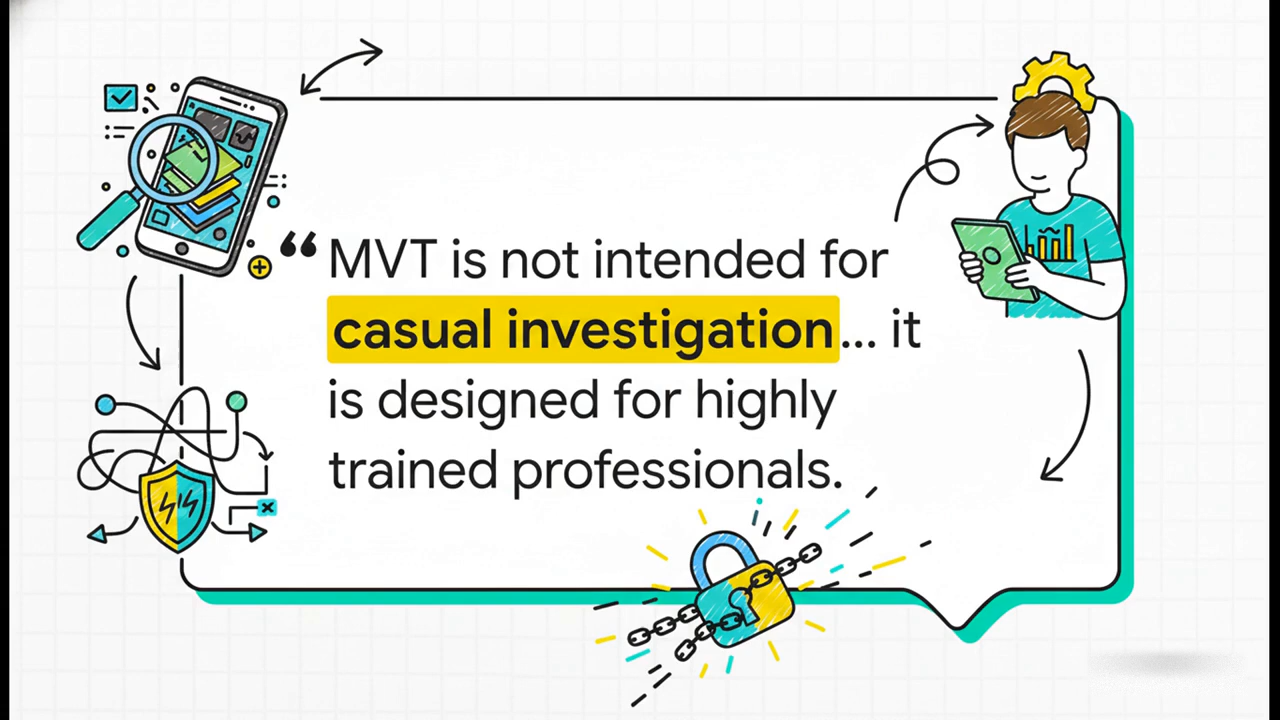 “MVT is not intended for
casual investigation... it
is designed for highly
trained professionals.